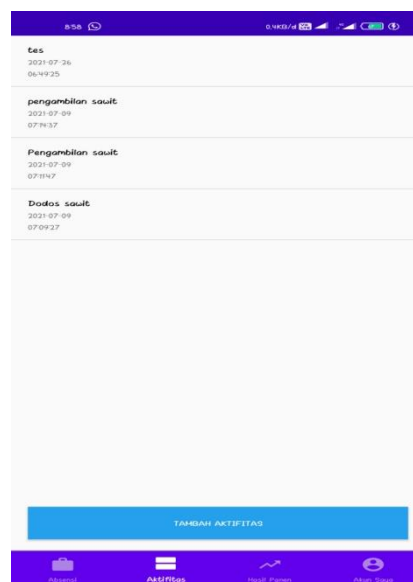 8:58
0,4KB/d
tes
2021-07-26
06:49:25
pengambilan sawit
2021-07-09
07:14:37
Pengambilan sawit
2021-07-09
07:11:47
Dodos sawit
2021-07-09
07:09:27
TAMBAH AKTIFITAS
Absensi
Aktifitas
Hasil Panen
Akun Saya